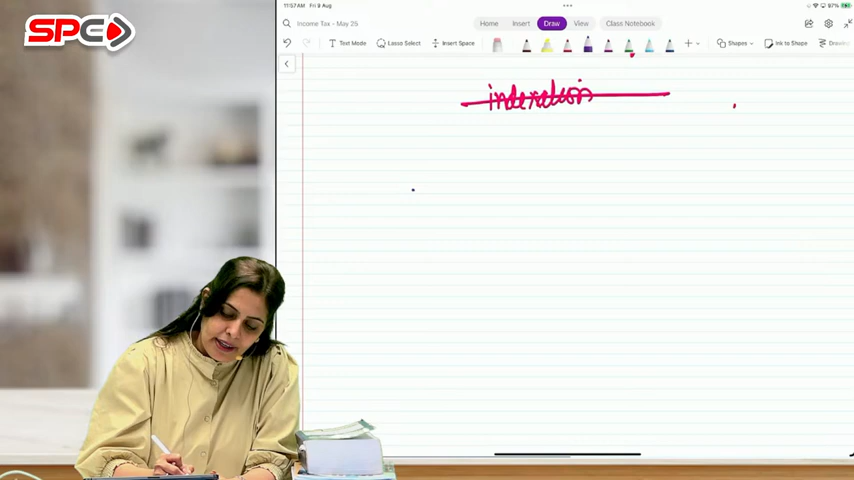 SPC
11:57 AM Fri 9 Aug
97%
Income Tax - May 25
Home Insert Draw View Class Notebook
Text Mode Lasso Select Insert Space Shapes Ink to Shape Drawing
indexation